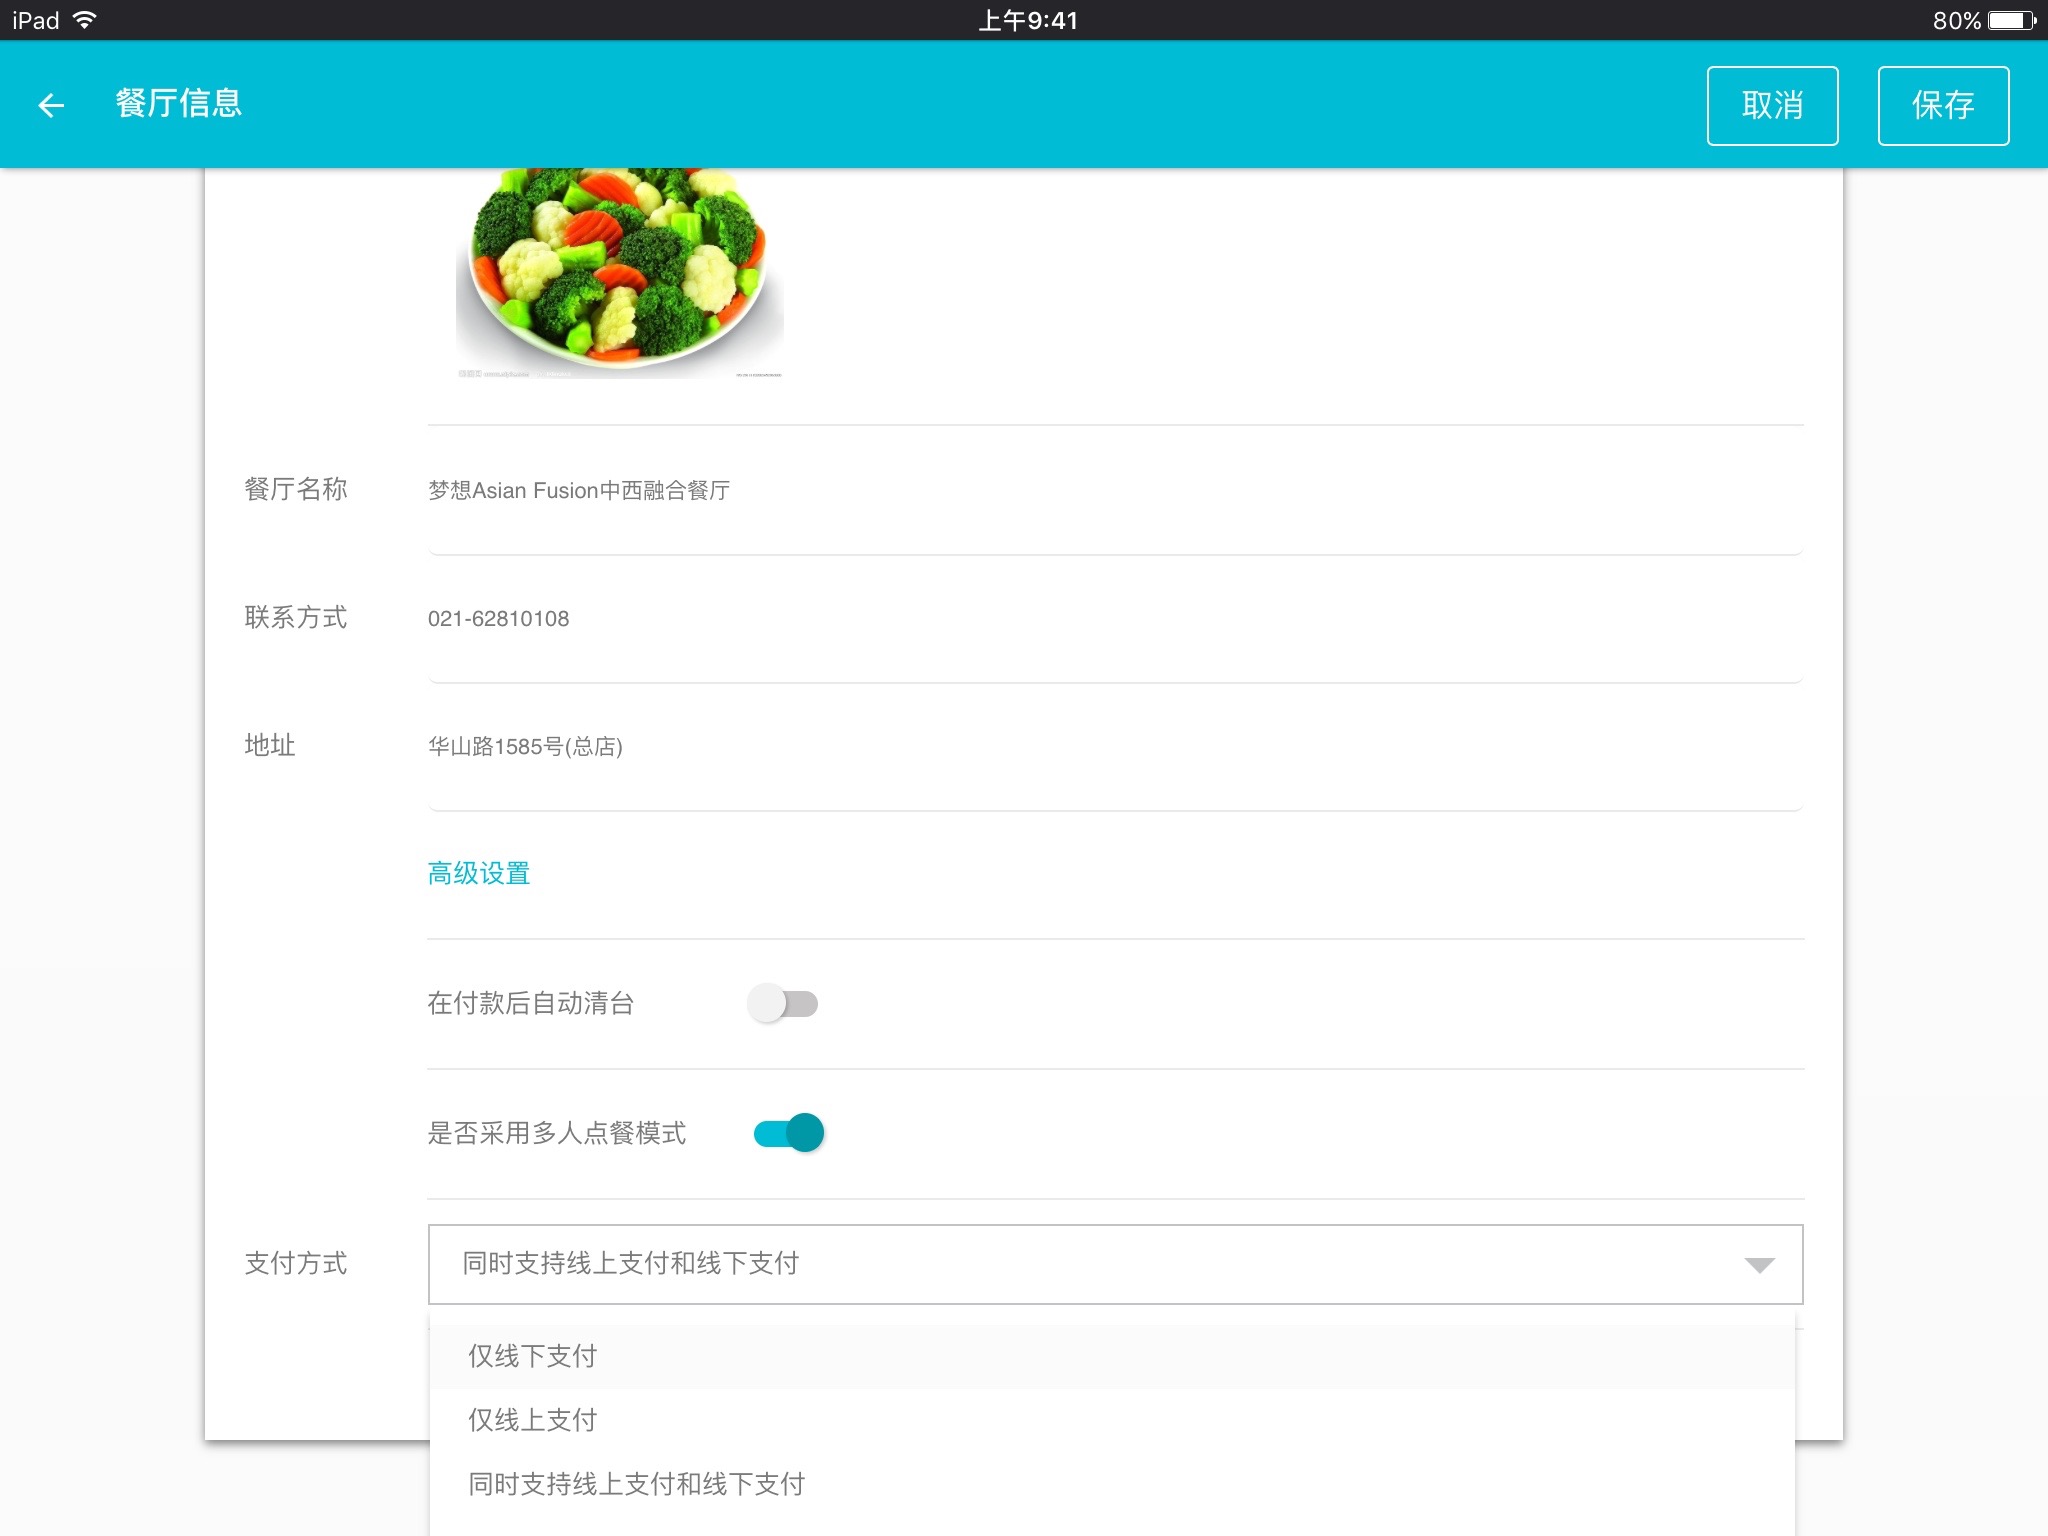 iPad
上午9:41
80%
餐厅信息
取消
保存
餐厅名称
梦想Asian Fusion中西融合餐厅
联系方式
021-62810108
地址
华山路1585号(总店)
高级设置
在付款后自动清台
是否采用多人点餐模式
支付方式
同时支持线上支付和线下支付
仅线下支付
仅线上支付
同时支持线上支付和线下支付